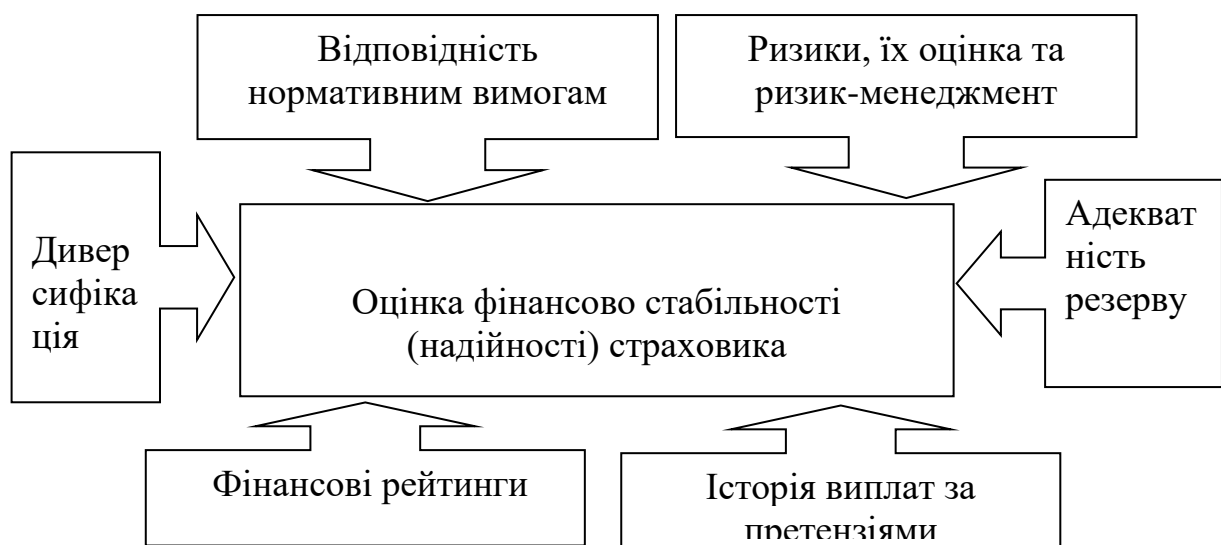 Відповідність
нормативним вимогам
Ризики, їх оцінка та
ризик-менеджмент
Дивер
сифіка
ція
Оцінка фінансово стабільності
(надійності) страховика
Адекват
ність
резерву
Фінансові рейтинги
Історія виплат за
претензіями